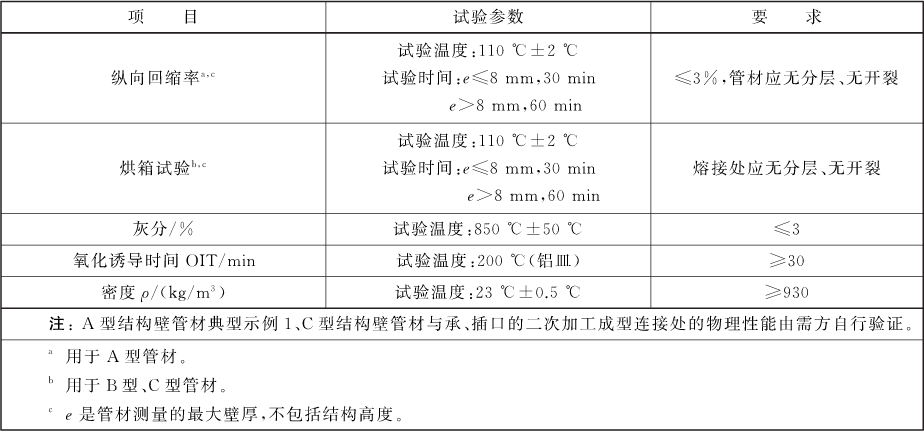 项 目 试验参数 要 求
试验温度:110 ℃±2 ℃
纵向回缩率a,c 试验时间:e≤8 mm,30 min ≤3%,管材应无分层、无开裂
e>8 mm,60 min
试验温度:110 ℃±2 ℃
烘箱试验b,c 试验时间:e≤8 mm,30 min 熔接处应无分层、无开裂
e>8 mm,60 min
灰分/% 试验温度:850 ℃±50 ℃ ≤3
氧化诱导时间 OIT/min 试验温度:200 ℃(铝皿) ≥30
密度 ρ/(kg/m³) 试验温度:23 ℃±0.5 ℃ ≥930
注: A 型结构壁管材典型示例 1、C 型结构壁管材与承、插口的二次加工成型连接处的物理性能由需方自行验证。
a 用于 A 型管材。
b 用于 B 型、C 型管材。
c e 是管材测量的最大壁厚,不包括结构高度。